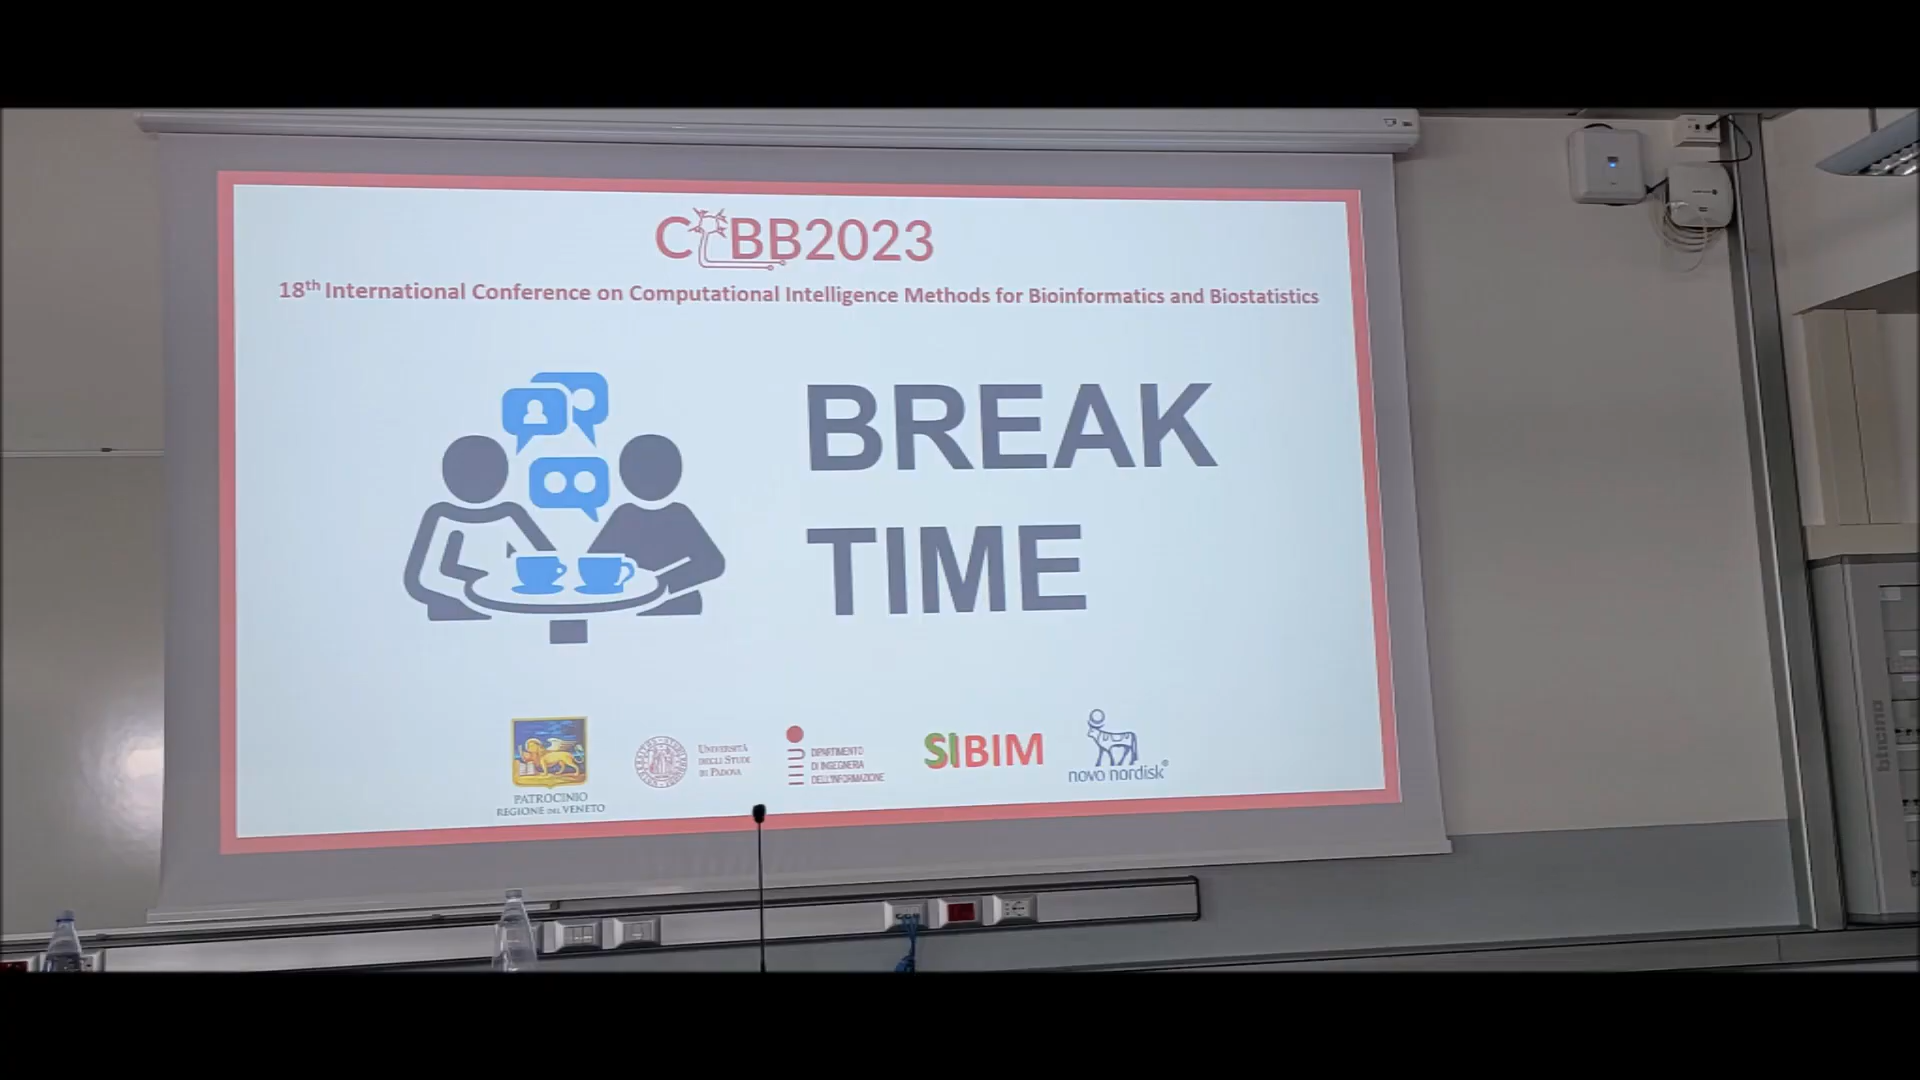 CIBB2023
18th International Conference on Computational Intelligence Methods for Bioinformatics and Biostatistics
BREAK
TIME
PATROCINIO
REGIONE DEL VENETO
UNIVERSITÀ
DEGLI STUDI
DI PADOVA
DIPARTIMENTO
DI INGEGNERIA
DELL'INFORMAZIONE
SIBIM
novo nordisk®
bticino